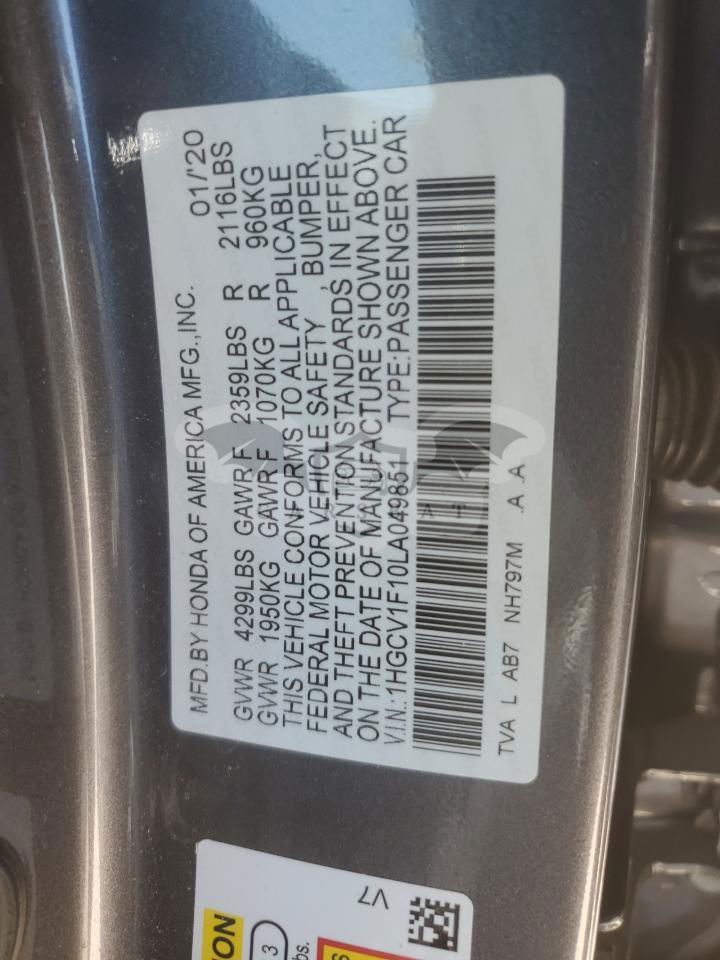 MFD.BY HONDA OF AMERICA MFG.,INC. 01/'20
GVWR 4299LBS GAWR F 2359LBS R 2116LBS
GVWR 1950KG GAWR F 1070KG R 960KG
THIS VEHICLE CONFORMS TO ALL APPLICABLE
FEDERAL MOTOR VEHICLE SAFETY , BUMPER,
AND THEFT PREVENTION STANDARDS IN EFFECT
ON THE DATE OF MANUFACTURE SHOWN ABOVE.
V.I.N.:1HGCV1F10LA049851 TYPE:PASSENGER CAR
TVA L AB7 NH797M .A .A
V7
3